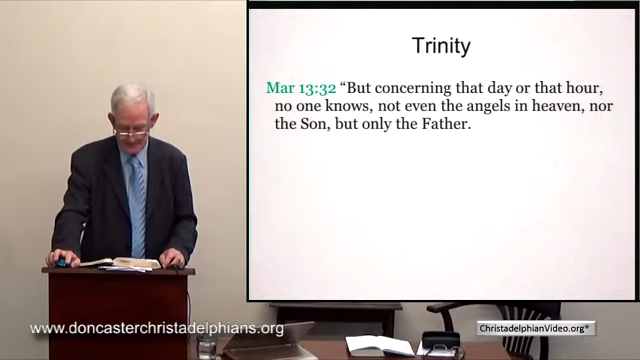 Trinity
Mar 13:32 “But concerning that day or that hour,
no one knows, not even the angels in heaven, nor
the Son, but only the Father.
www.doncasterchristadelphians.org
ChristadelphianVideo.org®